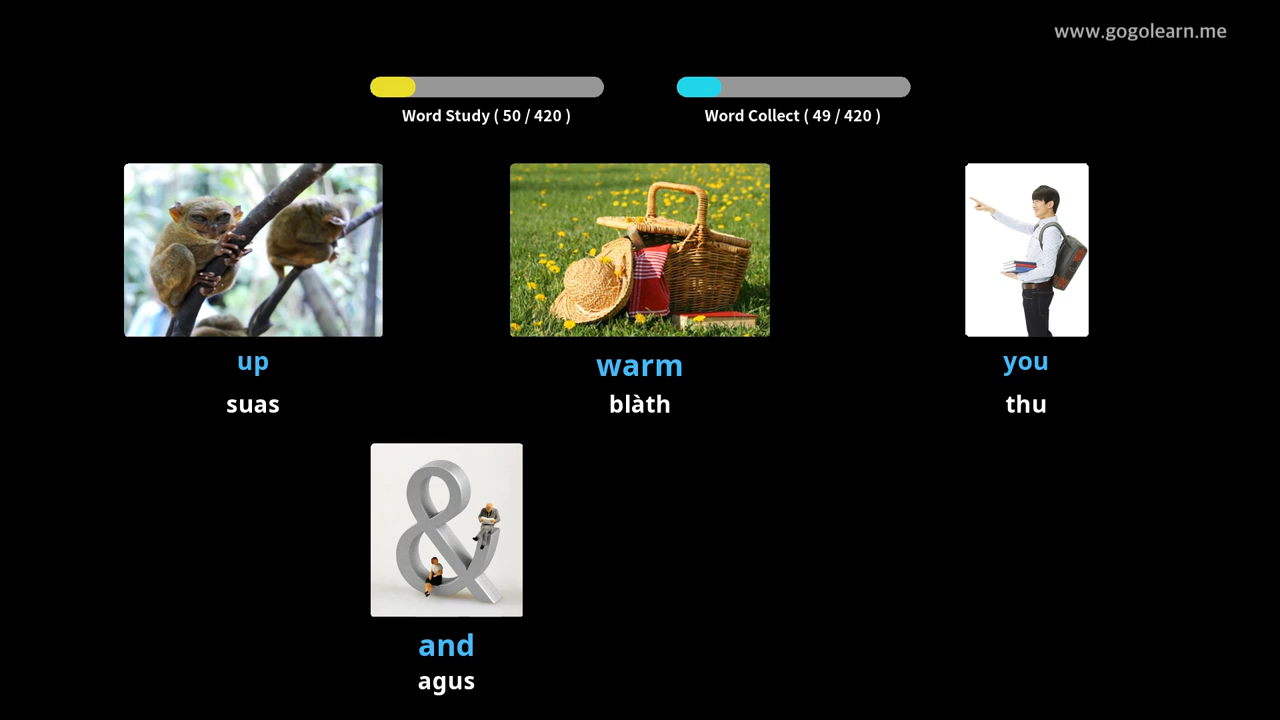 www.gogolearn.me
Word Study ( 50 / 420 )
Word Collect ( 49 / 420 )
up
suas
warm
blàth
you
thu
and
agus